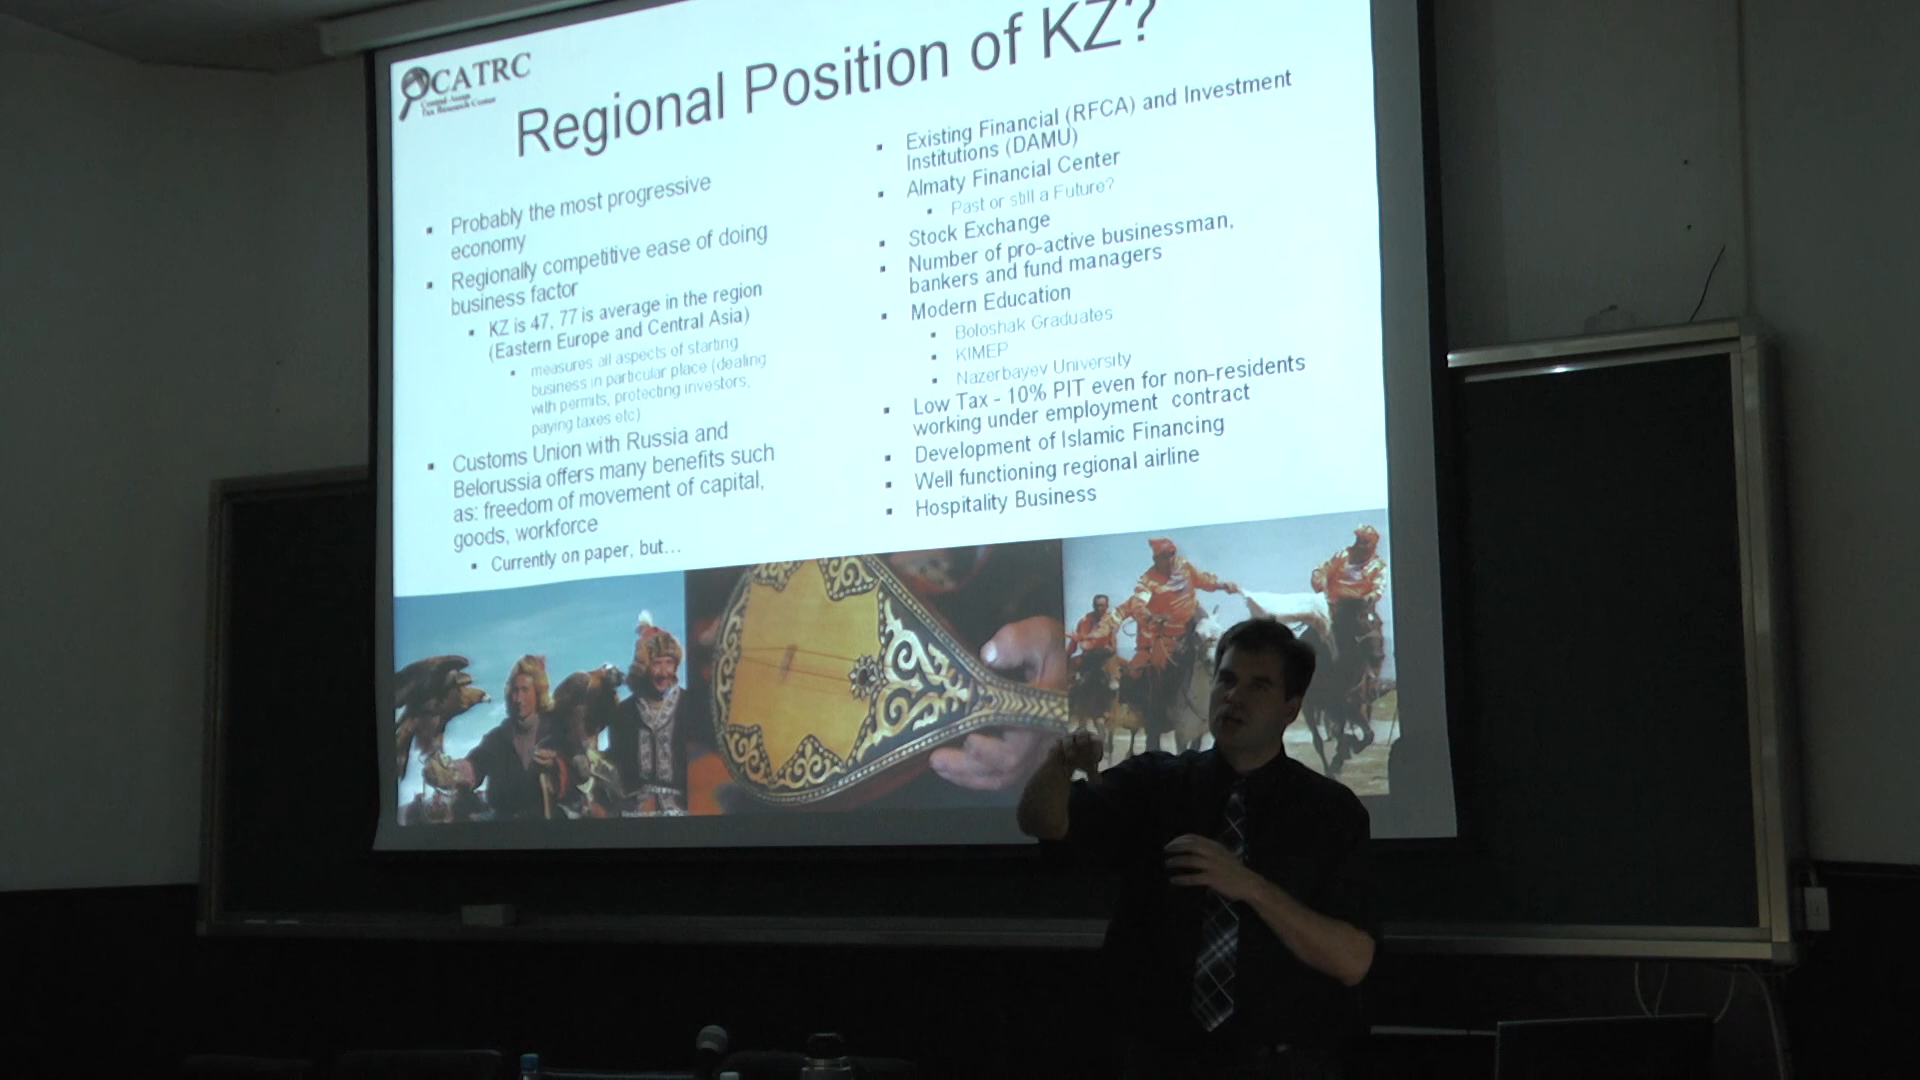 CATRC
Central Asian
Tax Research Center
Regional Position of KZ?
Probably the most progressive
economy
Regionally competitive ease of doing
business factor
KZ is 47, 77 is average in the region
(Eastern Europe and Central Asia)
measures all aspects of starting
business in particular place (dealing
with permits, protecting investors,
paying taxes etc)
Customs Union with Russia and
Belorussia offers many benefits such
as: freedom of movement of capital,
goods, workforce
Currently on paper, but...
Existing Financial (RFCA) and Investment
Institutions (DAMU)
Almaty Financial Center
Past or still a Future?
Stock Exchange
Number of pro-active businessman,
bankers and fund managers
Modern Education
Boloshak Graduates
KIMEP
Nazerbayev University
Low Tax - 10% PIT even for non-residents
working under employment contract
Development of Islamic Financing
Well functioning regional airline
Hospitality Business